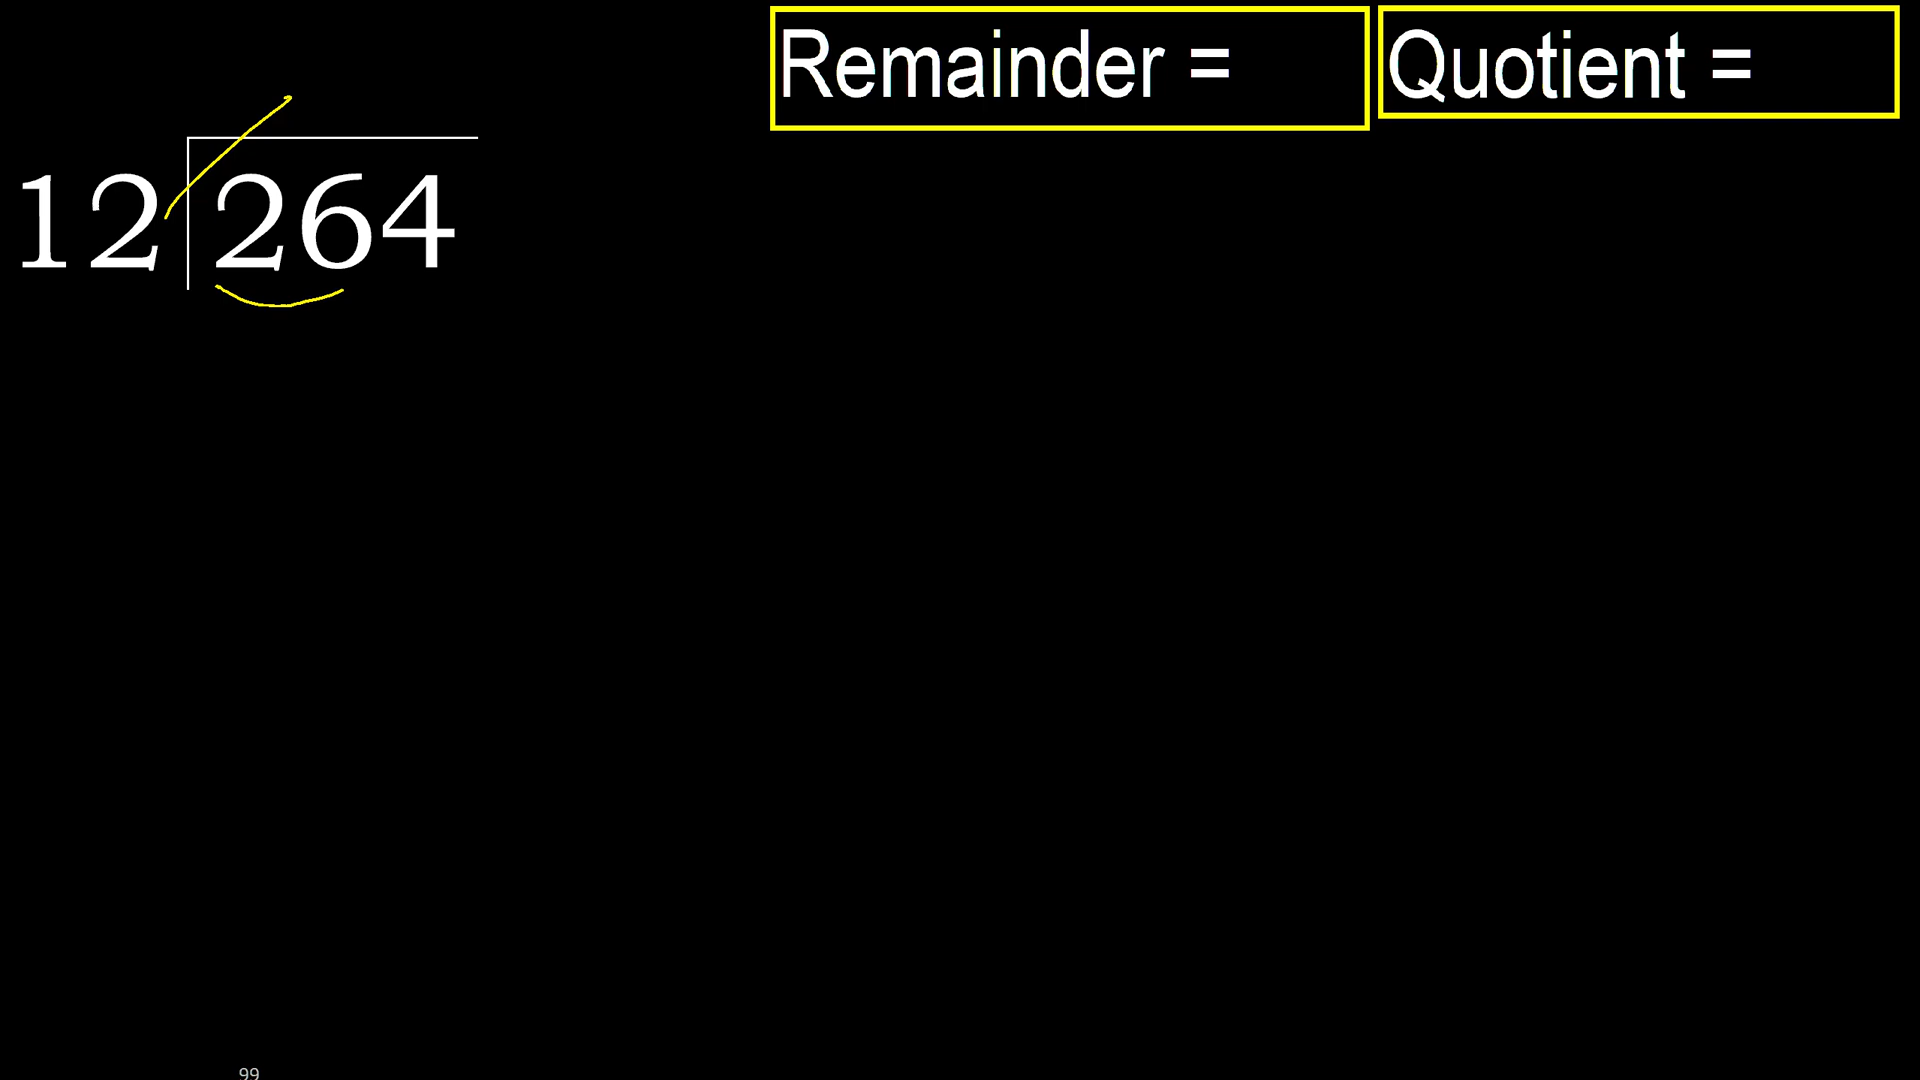 Remainder =
Quotient =
12 264
99